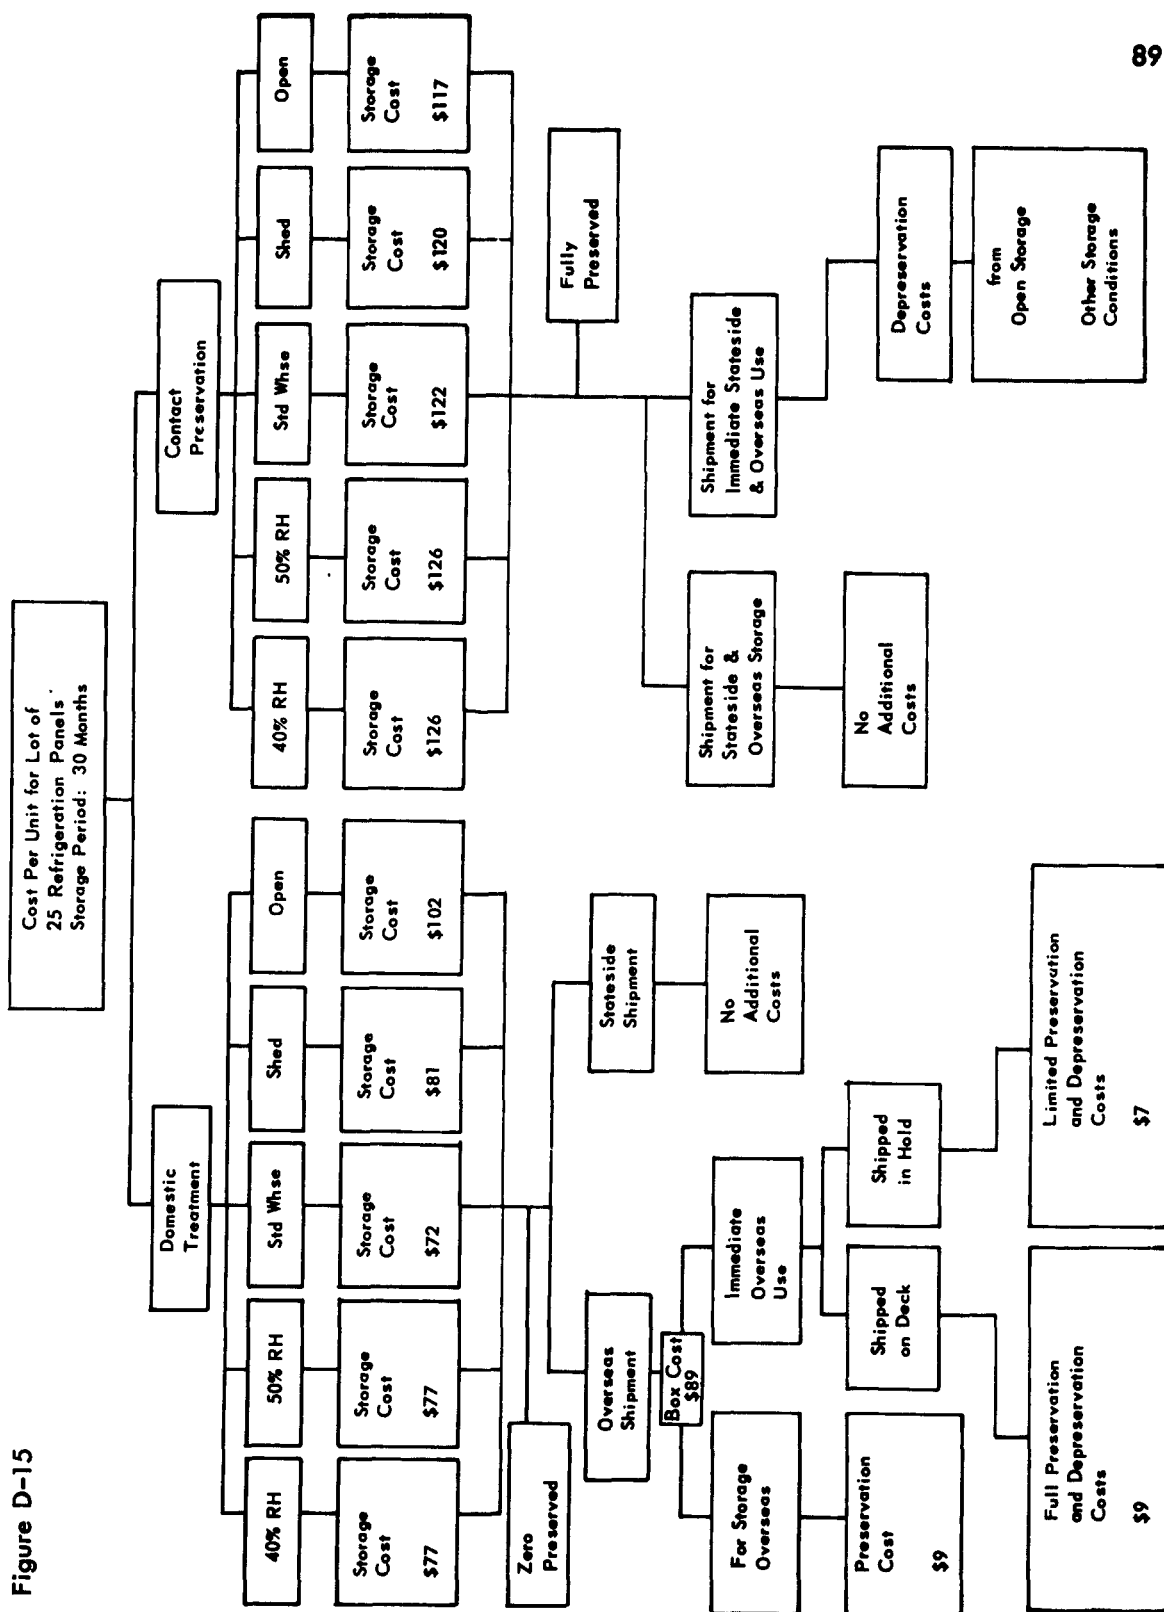 Figure D-15
Cost Per Unit for Lot of
25 Refrigeration Panels
Storage Period: 30 Months
Domestic
Treatment
Contact
Preservation
40% RH
50% RH
Std Whse
Shed
Open
40% RH
50% RH
Std Whse
Shed
Open
Storage
Cost
$77
Storage
Cost
$77
Storage
Cost
$72
Storage
Cost
$81
Storage
Cost
$102
Storage
Cost
$126
Storage
Cost
$126
Storage
Cost
$122
Storage
Cost
$120
Storage
Cost
$117
Zero
Preserved
Fully
Preserved
Overseas
Shipment
Stateside
Shipment
Box Cost
$89
No
Additional
Costs
For Storage
Overseas
Immediate
Overseas
Use
Shipment for
Stateside &
Overseas Storage
Shipment for
Immediate Stateside
& Overseas Use
Preservation
Cost
$9
Shipped
on Deck
Shipped
in Hold
No
Additional
Costs
Depreservation
Costs
from
Open Storage
Other Storage
Conditions
Full Preservation
and Depreservation
Costs
$9
Limited Preservation
and Depreservation
Costs
$7
89